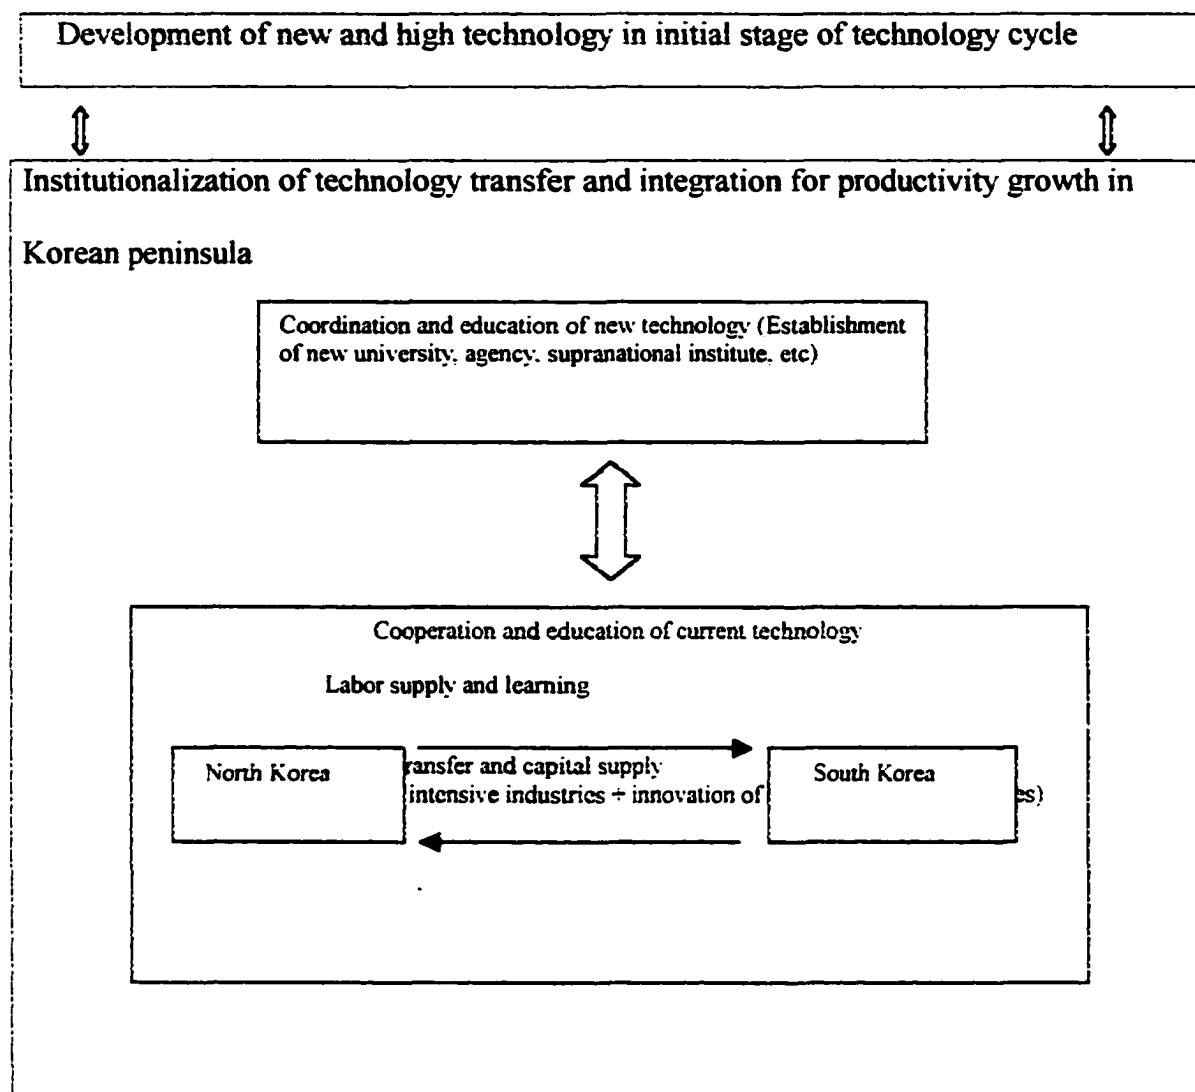 Development of new and high technology in initial stage of technology cycle
Institutionalization of technology transfer and integration for productivity growth in
Korean peninsula
Coordination and education of new technology (Establishment
of new university, agency, supranational institute, etc)
Cooperation and education of current technology
Labor supply and learning
North Korea
ransfer and capital supply
intensive industries + innovation of
South Korea
es)